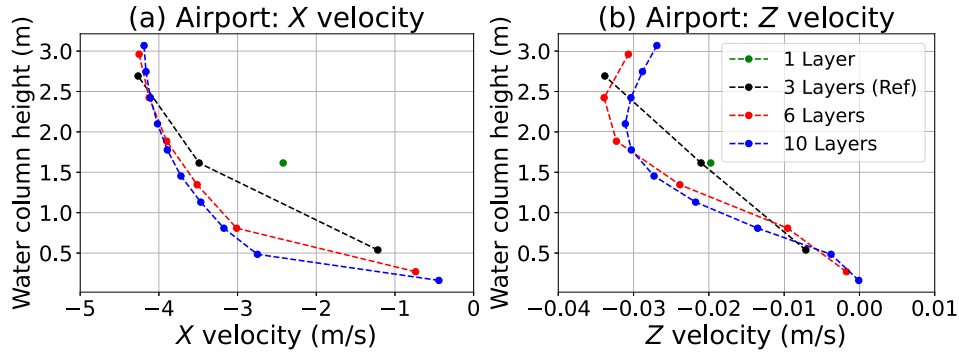 (a) Airport: X velocity
Water column height (m)
3.0
2.5
2.0
1.5
1.0
0.5
−5
−4
−3
−2
−1
0
X velocity (m/s)
(b) Airport: Z velocity
Water column height (m)
3.0
2.5
2.0
1.5
1.0
0.5
1 Layer
3 Layers (Ref)
6 Layers
10 Layers
−0.04
−0.03
−0.02
−0.01
0.00
0.01
Z velocity (m/s)